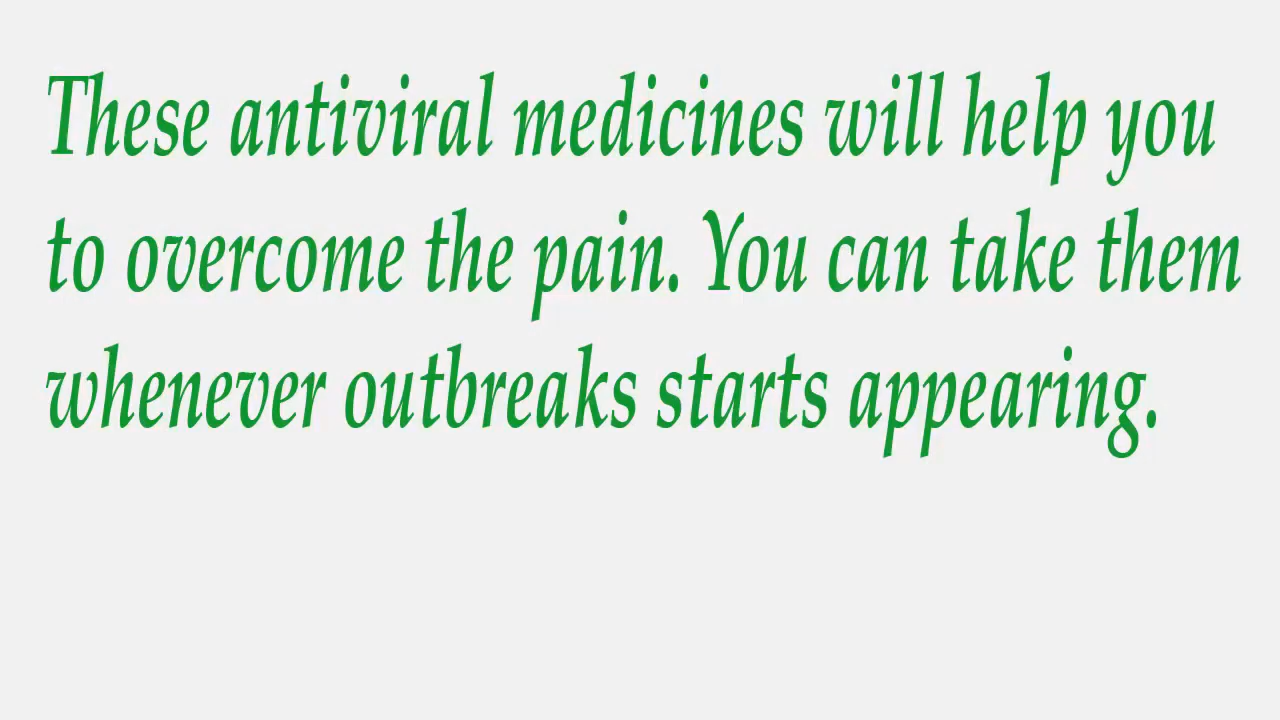 These antiviral medicines will help you
to overcome the pain. You can take them
whenever outbreaks starts appearing.